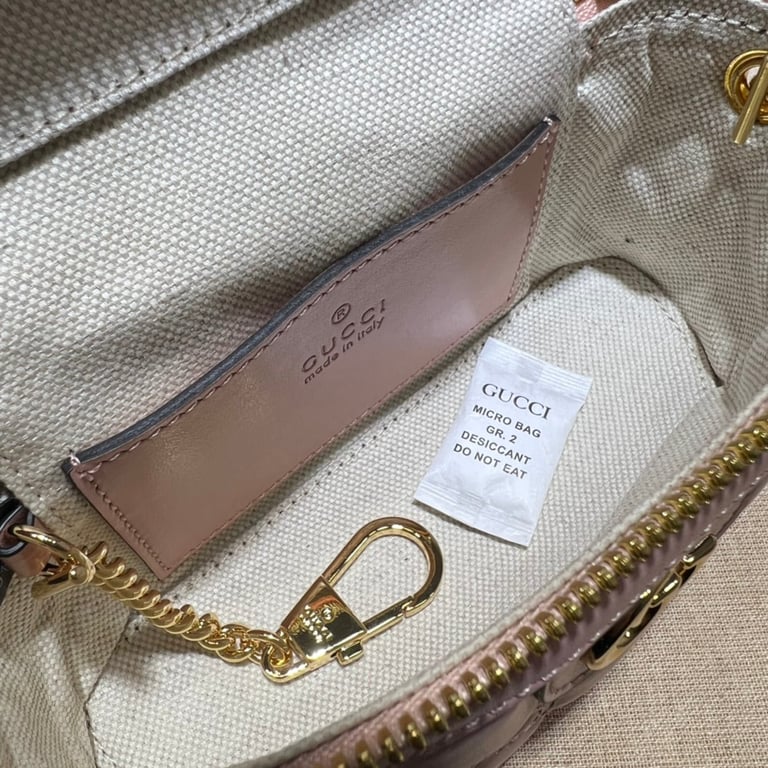 ®
GUCCI
made in italy
GUCCI
MICRO BAG
GR. 2
DESICCANT
DO NOT EAT